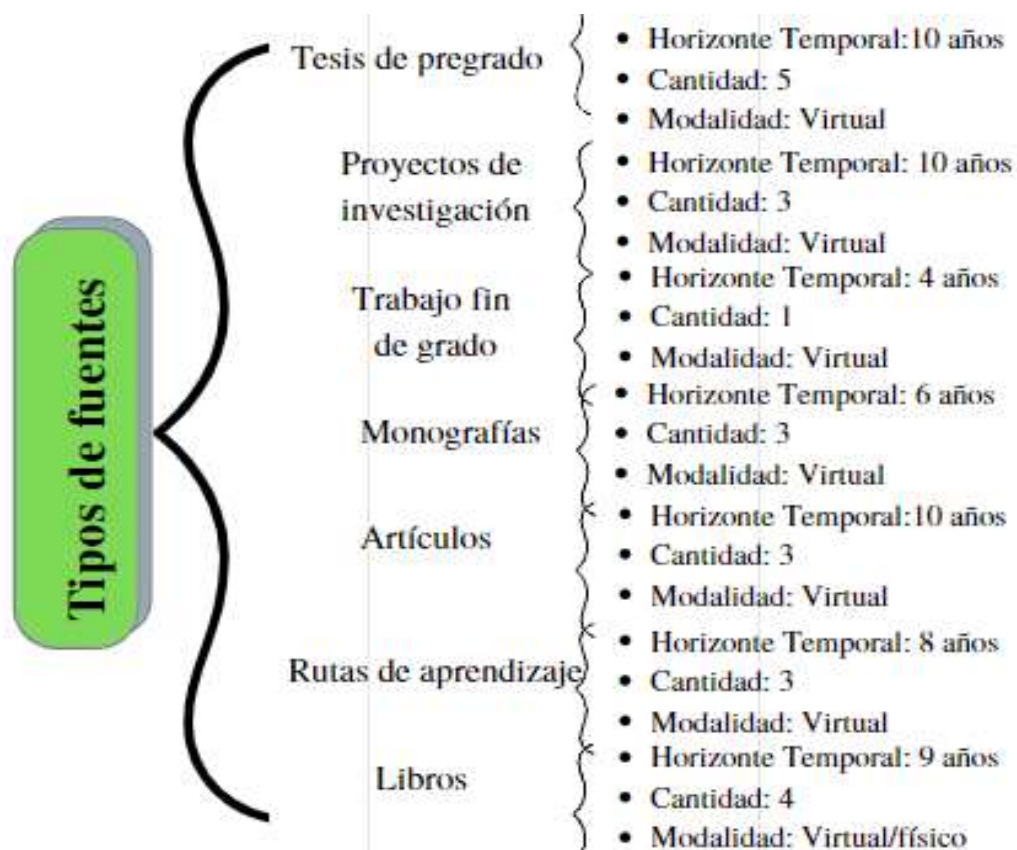 Tipos de fuentes
Tesis de pregrado
• Horizonte Temporal:10 años
• Cantidad: 5
• Modalidad: Virtual
Proyectos de
investigación
• Horizonte Temporal: 10 años
• Cantidad: 3
• Modalidad: Virtual
Trabajo fin
de grado
• Horizonte Temporal: 4 años
• Cantidad: 1
• Modalidad: Virtual
Monografías
• Horizonte Temporal: 6 años
• Cantidad: 3
• Modalidad: Virtual
Artículos
• Horizonte Temporal:10 años
• Cantidad: 3
• Modalidad: Virtual
Rutas de aprendizaje
• Horizonte Temporal: 8 años
• Cantidad: 3
• Modalidad: Virtual
Libros
• Horizonte Temporal: 9 años
• Cantidad: 4
• Modalidad: Virtual/ffsico